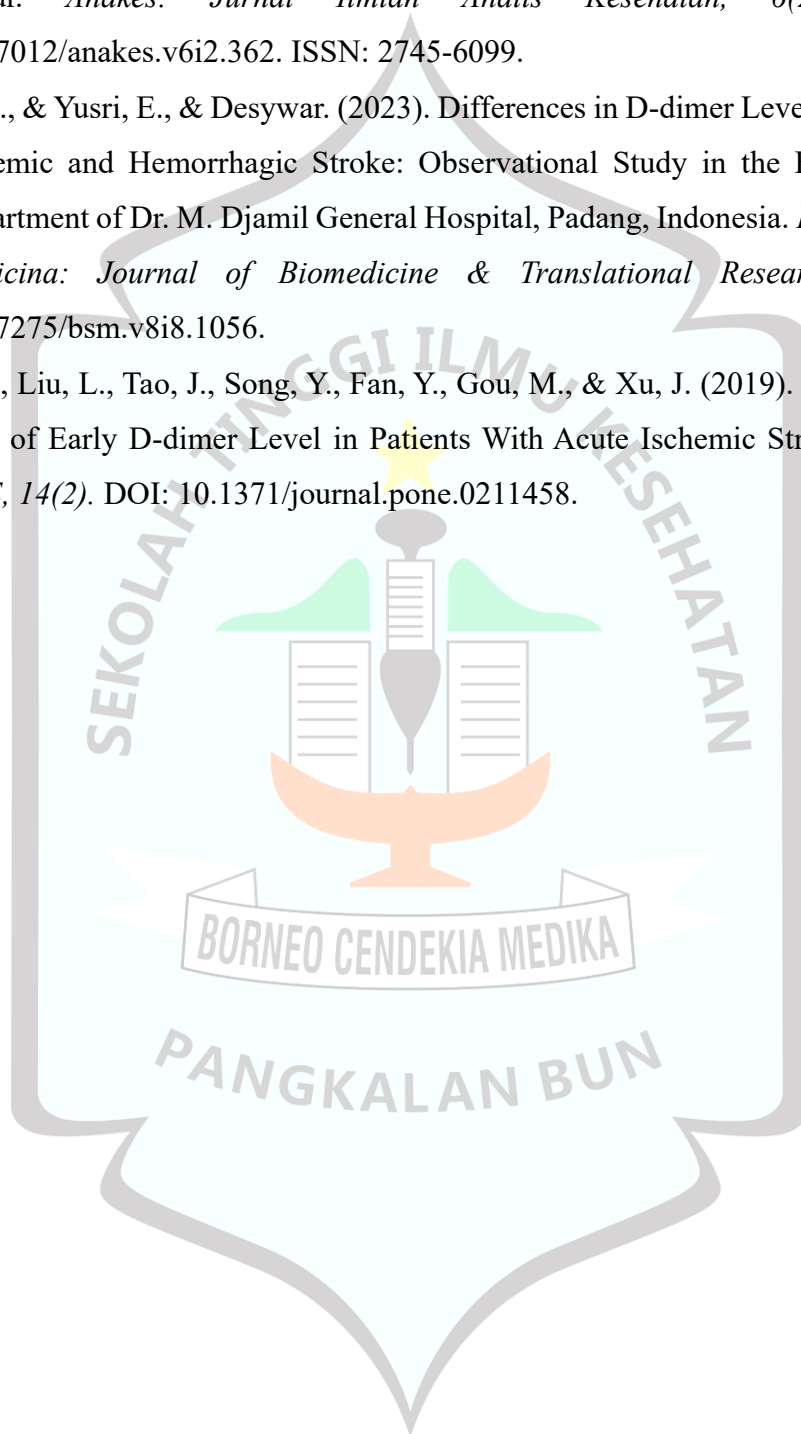 Anakes: Jurnal Ilmiah Analis Kesehatan,
7012/anakes.v6i2.362. ISSN: 2745-6099.
., & Yusri, E., & Desywar. (2023). Differences in D-dimer Leve
emic and Hemorrhagic Stroke: Observational Study in the
artment of Dr. M. Djamil General Hospital, Padang, Indonesia.
icina: Journal of Biomedicine & Translational Resear
7275/bsm.v8i8.1056.
., Liu, L., Tao, J., Song, Y., Fan, Y., Gou, M., & Xu, J. (2019).
of Early D-dimer Level in Patients With Acute Ischemic Str
, 14(2). DOI: 10.1371/journal.pone.0211458.
SEKOLAH TINGGI ILMU KESEHATAN
BORNEO CENDEKIA MEDIKA
PANGKALAN BUN